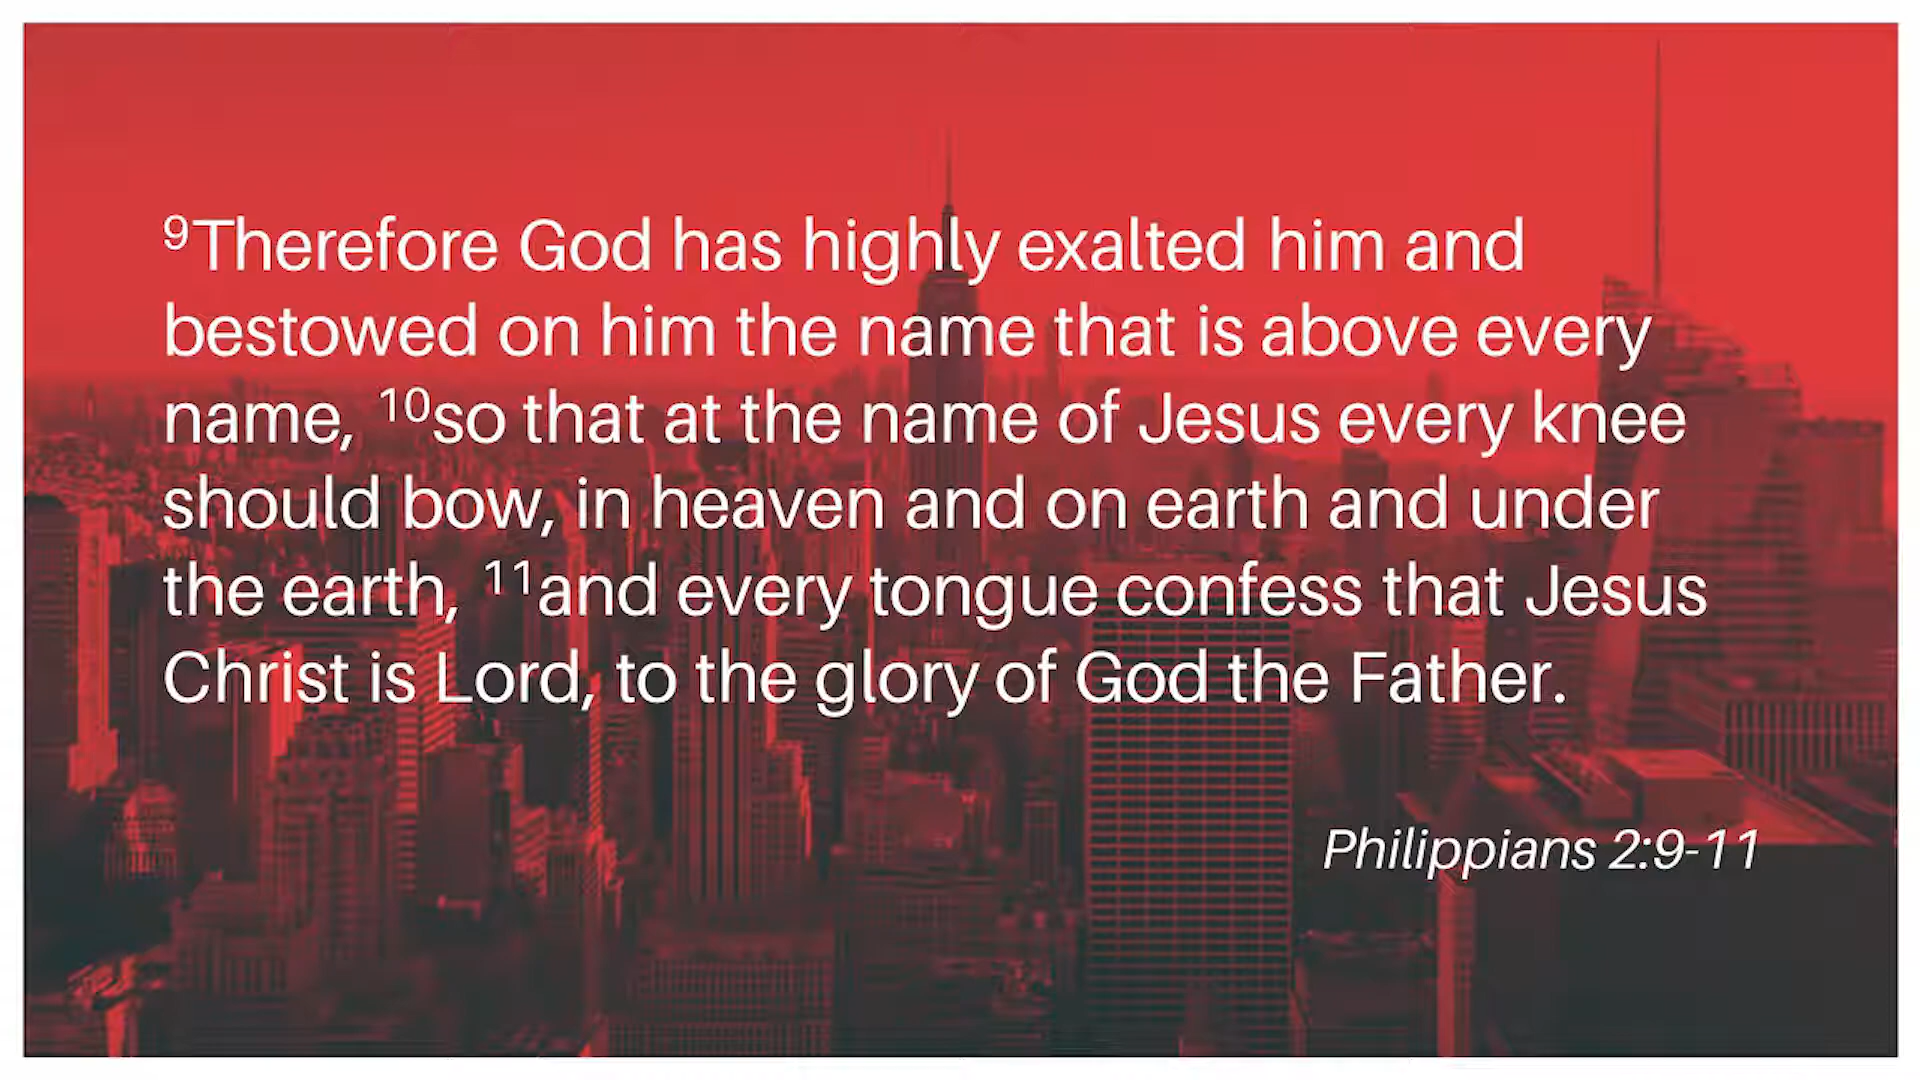 ⁹Therefore God has highly exalted him and
bestowed on him the name that is above every
name, ¹⁰so that at the name of Jesus every knee
should bow, in heaven and on earth and under
the earth, ¹¹and every tongue confess that Jesus
Christ is Lord, to the glory of God the Father.
Philippians 2:9-11